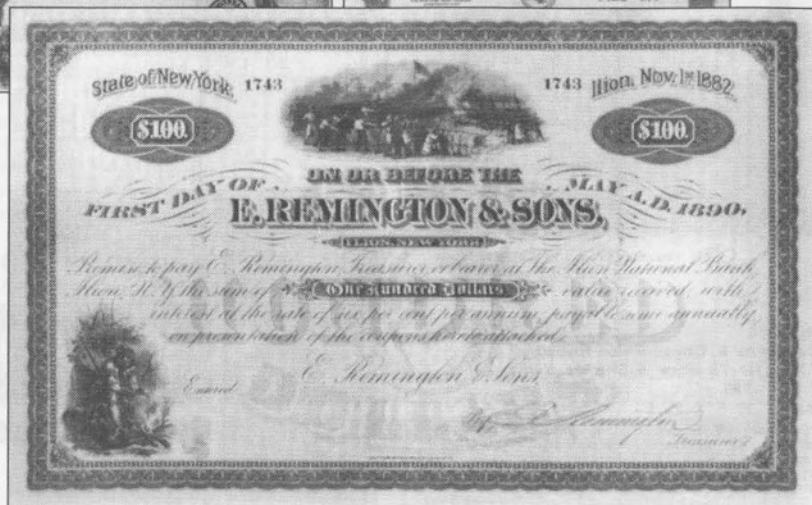 State of New York. 1743 1743 Ilion, Nov. 1st 1882.
$100. $100.
ON OR BEFORE THE
FIRST DAY OF MAY A.D. 1890,
E. REMINGTON & SONS,
ILION, NEW YORK
Promise to pay E. Remington Treasurer or bearer at The Ilion National Bank,
Ilion, N.Y. the sum of One Hundred Dollars value received, with
interest at the rate of six per cent per annum, payable semi annually
on presentation of the coupons hereto attached.
E. Remington & Sons
By E. Remington
Treasurer